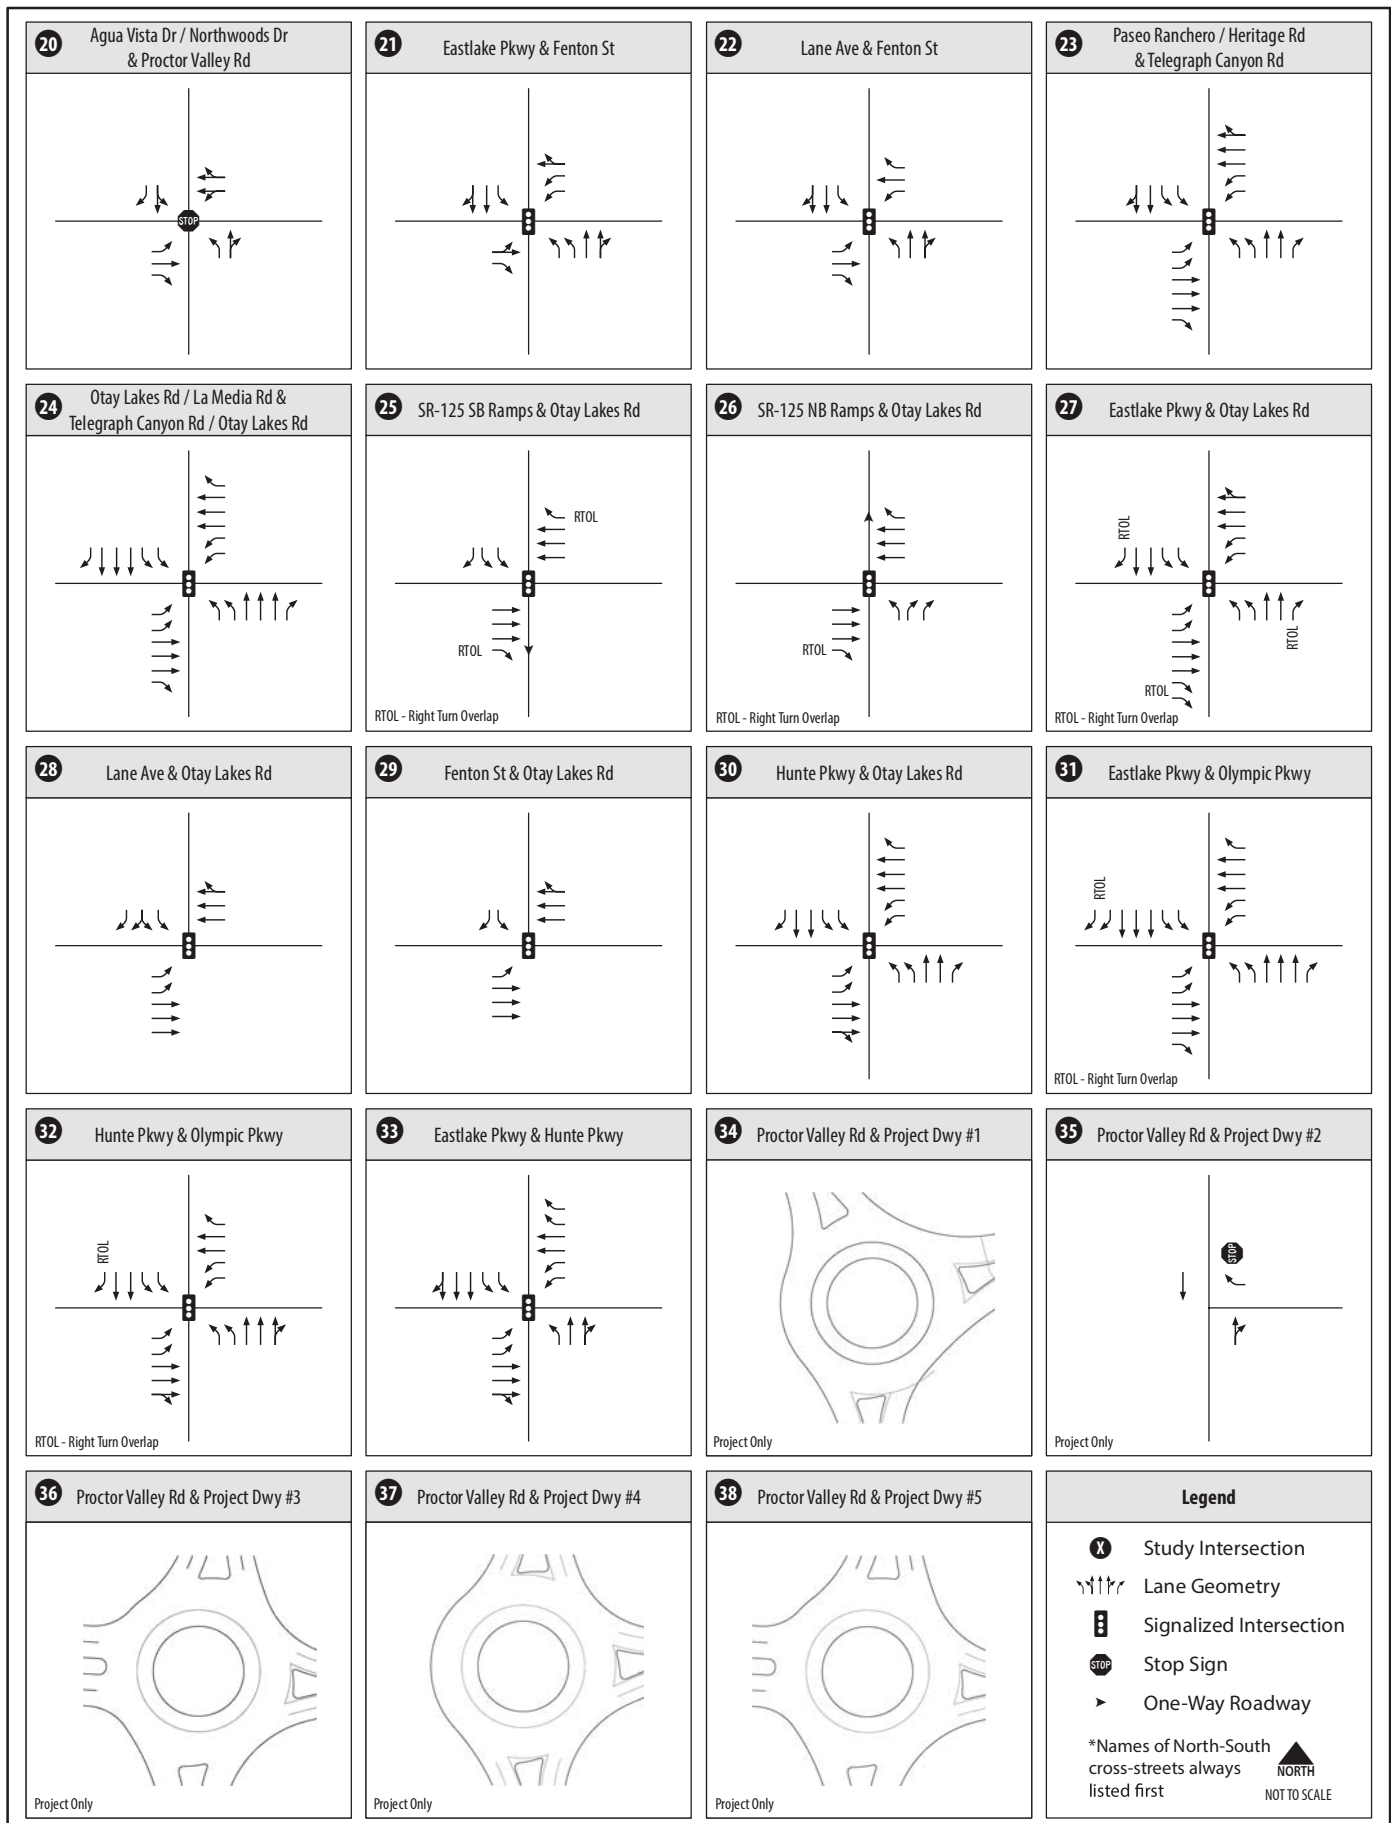 20
Agua Vista Dr / Northwoods Dr
& Proctor Valley Rd
STOP
21
Eastlake Pkwy & Fenton St
22
Lane Ave & Fenton St
23
Paseo Ranchero / Heritage Rd
& Telegraph Canyon Rd
24
Otay Lakes Rd / La Media Rd &
Telegraph Canyon Rd / Otay Lakes Rd
25
SR-125 SB Ramps & Otay Lakes Rd
RTOL
RTOL
RTOL - Right Turn Overlap
26
SR-125 NB Ramps & Otay Lakes Rd
RTOL
RTOL - Right Turn Overlap
27
Eastlake Pkwy & Otay Lakes Rd
RTOL
RTOL
RTOL
RTOL - Right Turn Overlap
28
Lane Ave & Otay Lakes Rd
29
Fenton St & Otay Lakes Rd
30
Hunte Pkwy & Otay Lakes Rd
31
Eastlake Pkwy & Olympic Pkwy
RTOL
RTOL - Right Turn Overlap
32
Hunte Pkwy & Olympic Pkwy
RTOL
RTOL - Right Turn Overlap
33
Eastlake Pkwy & Hunte Pkwy
34
Proctor Valley Rd & Project Dwy #1
Project Only
35
Proctor Valley Rd & Project Dwy #2
STOP
Project Only
36
Proctor Valley Rd & Project Dwy #3
Project Only
37
Proctor Valley Rd & Project Dwy #4
Project Only
38
Proctor Valley Rd & Project Dwy #5
Project Only
Legend
X Study Intersection
Lane Geometry
Signalized Intersection
STOP Stop Sign
One-Way Roadway
*Names of North-South
cross-streets always
listed first
NORTH
NOT TO SCALE